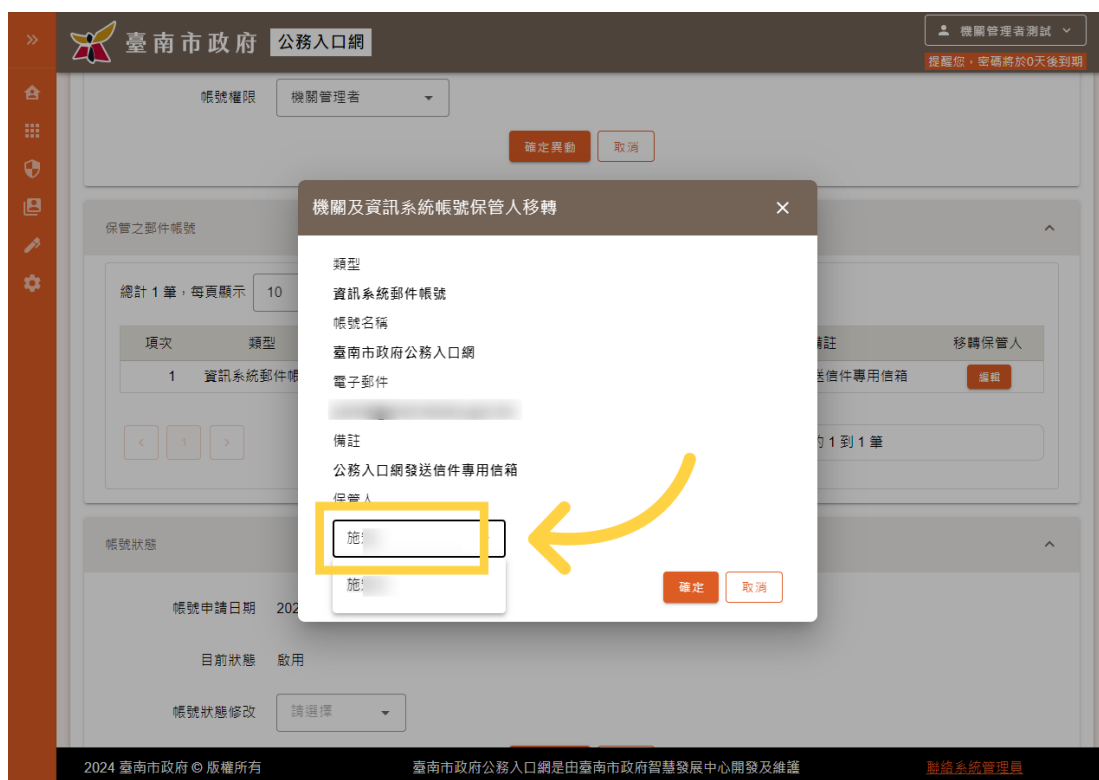 臺南市政府 公務入口網
機關管理者測試
提醒您，密碼將於0天後到期
帳號權限 機關管理者
確定異動 取消
機關及資訊系統帳號保管人移轉
保管之郵件帳號
類型
總計 1 筆，每頁顯示 10
資訊系統郵件帳號
帳號名稱
項次 類型 備註 移轉保管人
臺南市政府公務入口網
1 資訊系統郵件帳 送信件專用信箱 編輯
電子郵件
備註
1 的 1 到 1 筆
公務入口網發送信件專用信箱
保管人
施
帳號狀態
施
確定 取消
帳號申請日期 202
目前狀態 啟用
帳號狀態修改 請選擇
2024 臺南市政府 © 版權所有 臺南市政府公務入口網是由臺南市政府智慧發展中心開發及維護 聯絡系統管理員